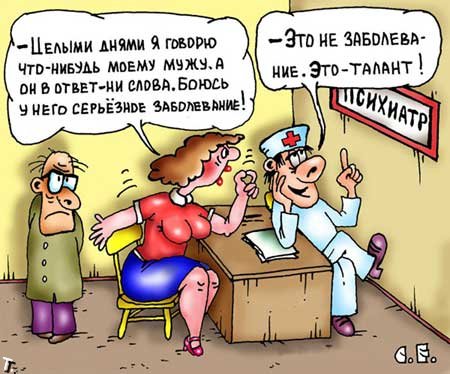 -Целыми днями я говорю
что-нибудь моему мужу. а
он в ответ-ни слова. Боюсь
у него серьёзное заболевание!
-Это не заболева-
ние. Это-талант!
ПСИХИАТР
С.Е.